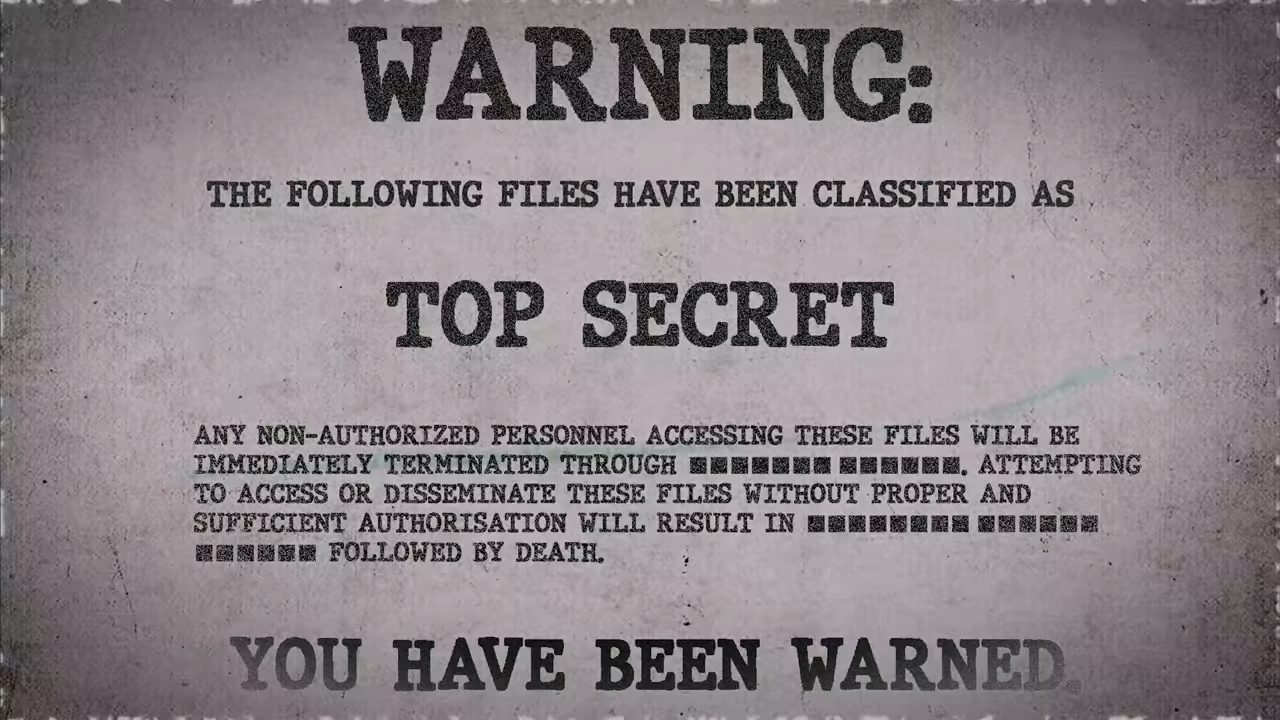 WARNING:
THE FOLLOWING FILES HAVE BEEN CLASSIFIED AS
TOP SECRET
ANY NON-AUTHORIZED PERSONNEL ACCESSING THESE FILES WILL BE
IMMEDIATELY TERMINATED THROUGH ■■■■■■■ ■■■■■■. ATTEMPTING
TO ACCESS OR DISSEMINATE THESE FILES WITHOUT PROPER AND
SUFFICIENT AUTHORISATION WILL RESULT IN ■■■■■■■■ ■■■■■■
■■■■■■ FOLLOWED BY DEATH.
YOU HAVE BEEN WARNED.